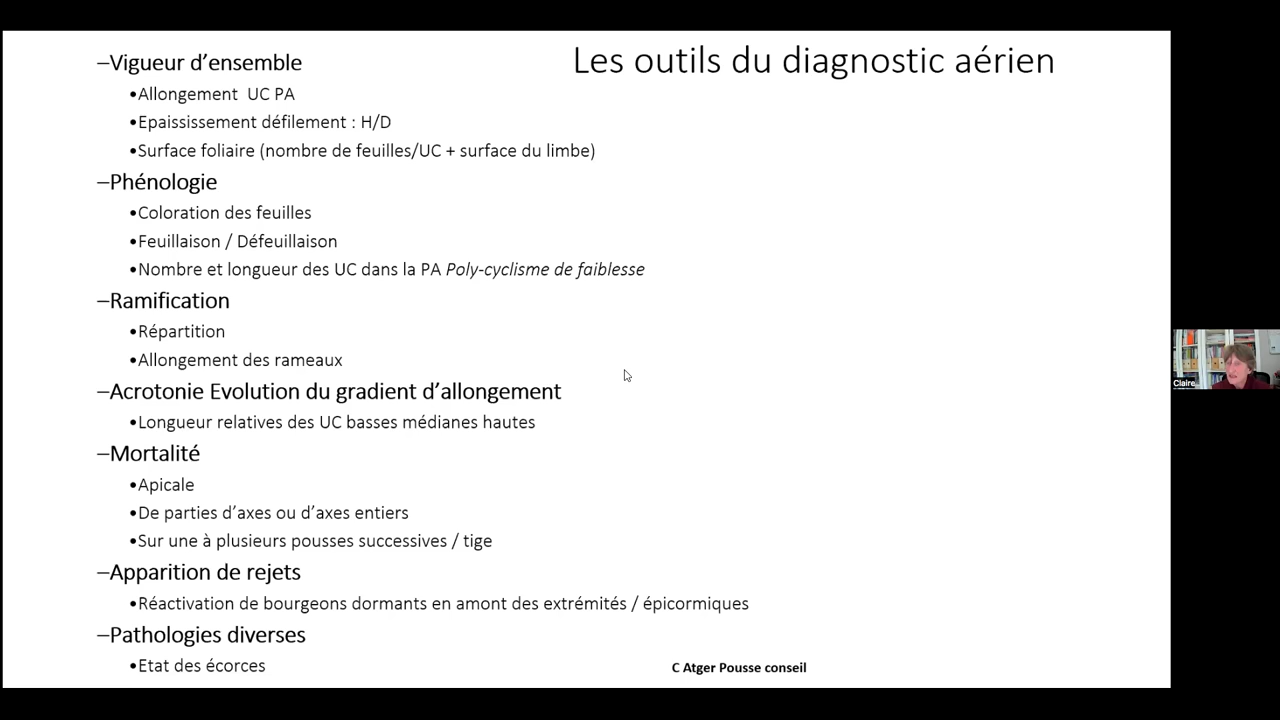 Les outils du diagnostic aérien
–Vigueur d’ensemble
•Allongement UC PA
•Epaississement défilement : H/D
•Surface foliaire (nombre de feuilles/UC + surface du limbe)
–Phénologie
•Coloration des feuilles
•Feuillaison / Défeuillaison
•Nombre et longueur des UC dans la PA Poly-cyclisme de faiblesse
–Ramification
•Répartition
•Allongement des rameaux
–Acrotonie Evolution du gradient d’allongement
•Longueur relatives des UC basses médianes hautes
–Mortalité
•Apicale
•De parties d’axes ou d’axes entiers
•Sur une à plusieurs pousses successives / tige
–Apparition de rejets
•Réactivation de bourgeons dormants en amont des extrémités / épicormiques
–Pathologies diverses
•Etat des écorces
C Atger Pousse conseil
Claire